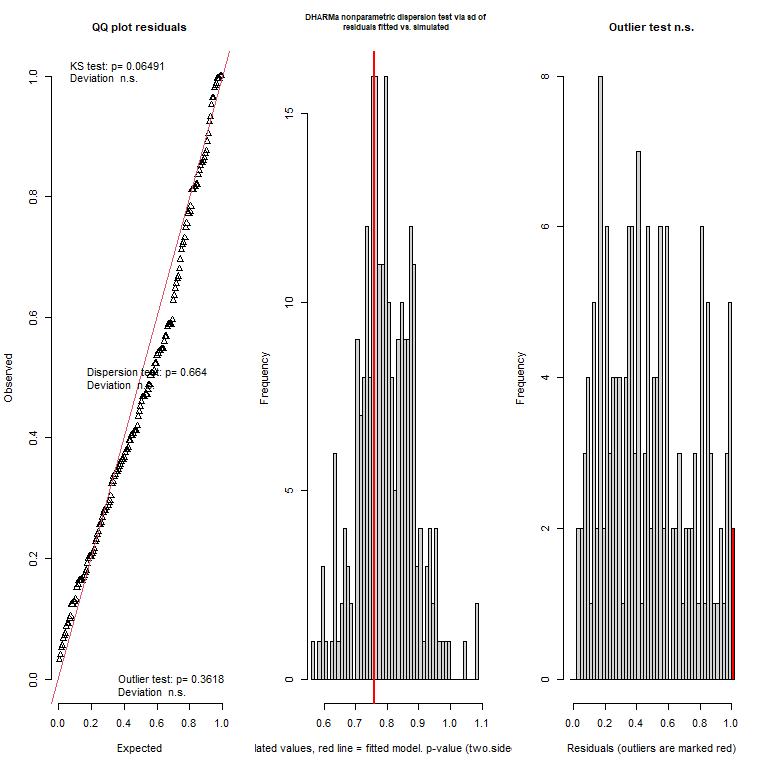 QQ plot residuals
KS test: p= 0.06491
Deviation n.s.
Dispersion test: p= 0.664
Deviation n.s.
Outlier test: p= 0.3618
Deviation n.s.
Observed
0.0 0.2 0.4 0.6 0.8 1.0
0.0 0.2 0.4 0.6 0.8 1.0
Expected
DHARMa nonparametric dispersion test via sd of
residuals fitted vs. simulated
Frequency
0 5 10 15
0.6 0.7 0.8 0.9 1.0 1.1
lated values, red line = fitted model. p-value (two.side
Outlier test n.s.
Frequency
0 2 4 6 8
0.0 0.2 0.4 0.6 0.8 1.0
Residuals (outliers are marked red)